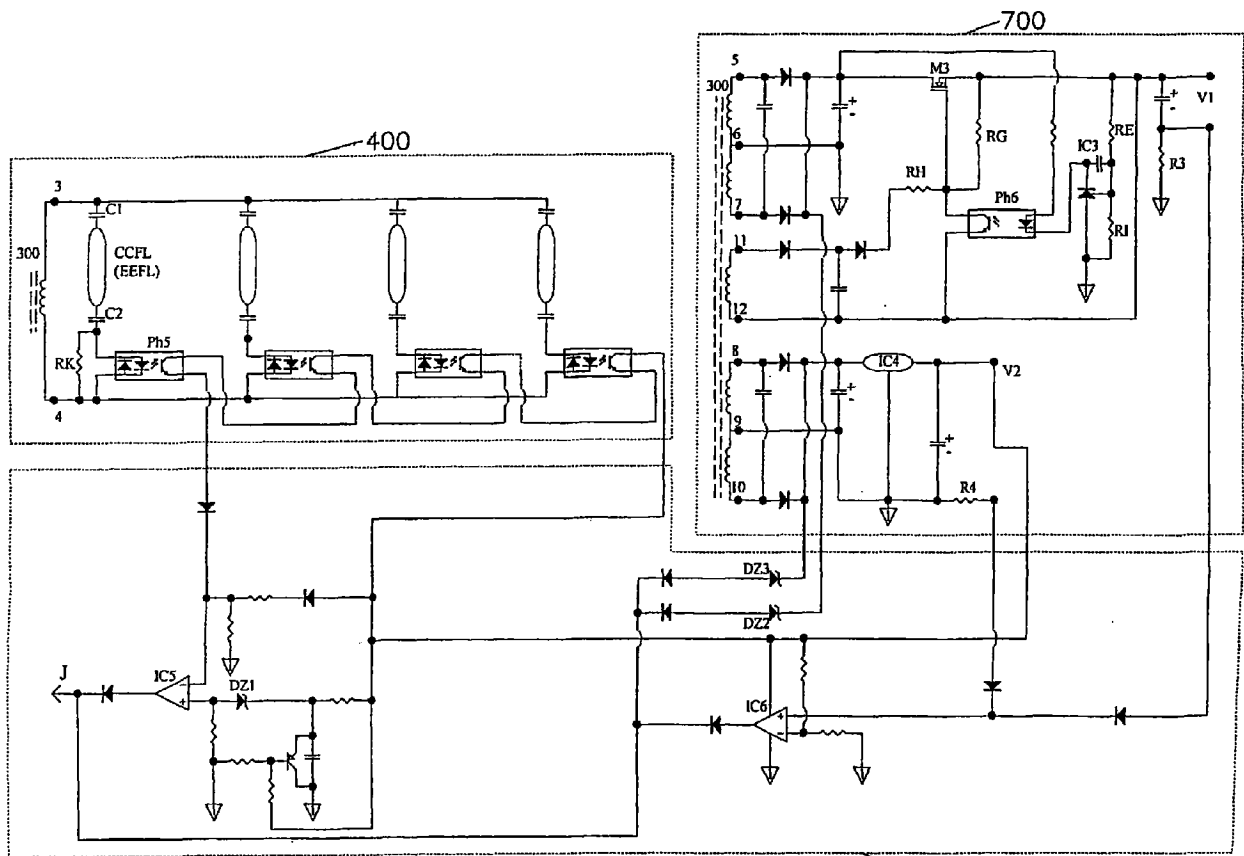 700
5
M3
V1
300
6
RG
RE
IC3
R3
RH
7
Ph6
RI
11
12
8
IC4
V2
9
10
R4
400
3
C1
300
CCFL
(EEFL)
C2
Ph5
RK
4
DZ3
DZ2
J
IC5
DZ1
IC6